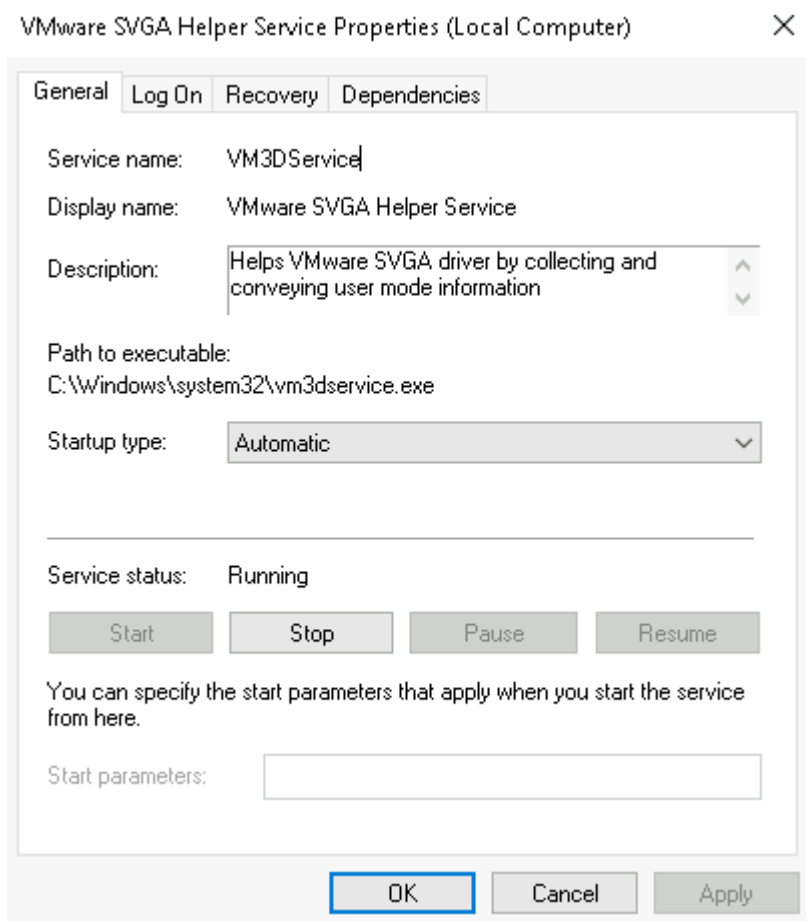 VMware SVGA Helper Service Properties (Local Computer)
General Log On Recovery Dependencies
Service name: VM3DService
Display name: VMware SVGA Helper Service
Description: Helps VMware SVGA driver by collecting and
conveying user mode information
Path to executable:
C:\Windows\system32\vm3dservice.exe
Startup type: Automatic
Service status: Running
Start Stop Pause Resume
You can specify the start parameters that apply when you start the service
from here.
Start parameters:
OK Cancel Apply